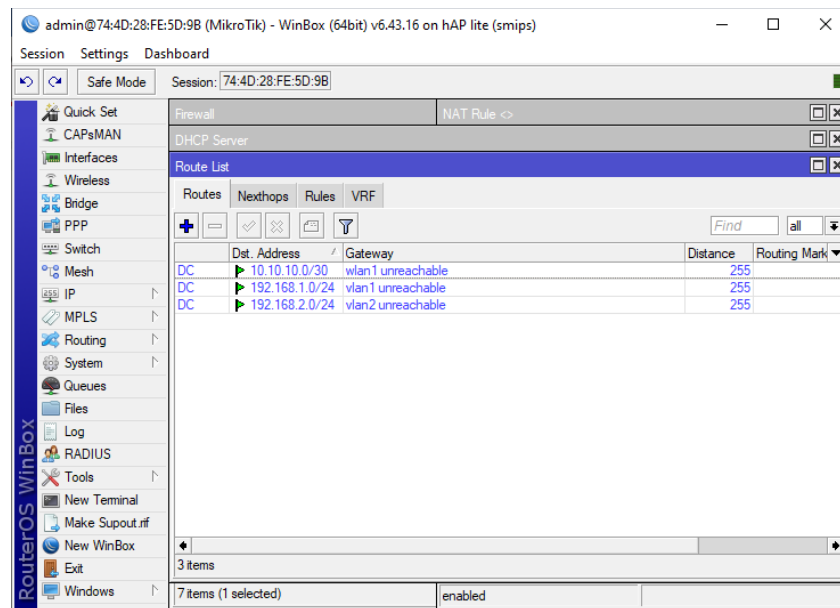 admin@74:4D:28:FE:5D:9B (MikroTik) - WinBox (64bit) v6.43.16 on hAP lite (smips)
Session Settings Dashboard
Safe Mode Session: 74:4D:28:FE:5D:9B
RouterOS WinBox
Quick Set
CAPsMAN
Interfaces
Wireless
Bridge
PPP
Switch
Mesh
IP
MPLS
Routing
System
Queues
Files
Log
RADIUS
Tools
New Terminal
Make Supout.rif
New WinBox
Exit
Windows
Firewall NAT Rule <>
DHCP Server
Route List
Routes Nexthops Rules VRF
Find all
Dst. Address / Gateway Distance Routing Mark
DC 10.10.10.0/30 wlan1 unreachable 255
DC 192.168.1.0/24 vlan1 unreachable 255
DC 192.168.2.0/24 vlan2 unreachable 255
3 items
7 items (1 selected) enabled